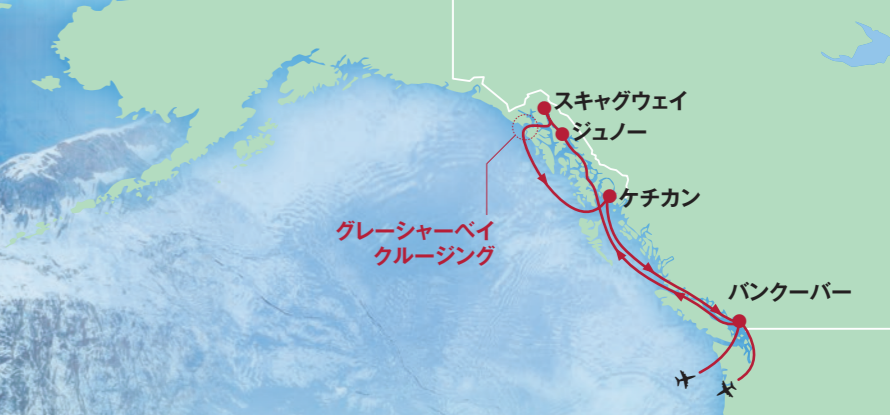 スキャグウェイ
ジュノー
ケチカン
グレーシャーベイ
クルージング
バンクーバー